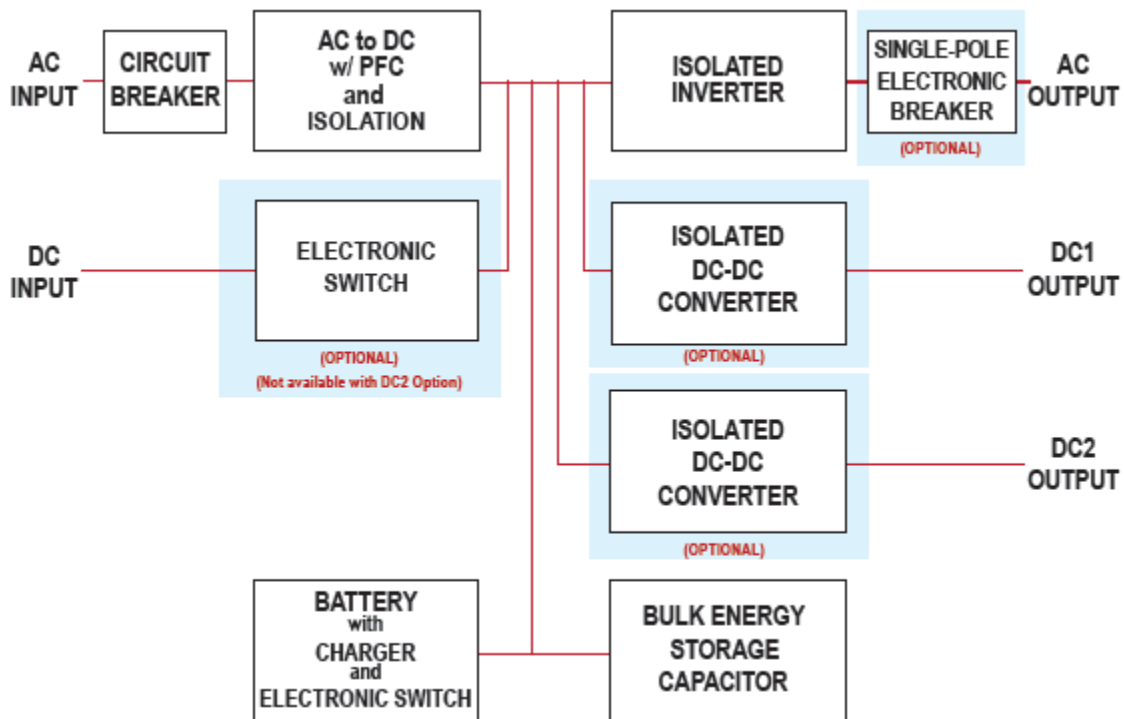 AC
INPUT
CIRCUIT
BREAKER
AC to DC
w/ PFC
and
ISOLATION
ISOLATED
INVERTER
SINGLE-POLE
ELECTRONIC
BREAKER
(OPTIONAL)
AC
OUTPUT
DC
INPUT
ELECTRONIC
SWITCH
(OPTIONAL)
(Not available with DC2 Option)
ISOLATED
DC-DC
CONVERTER
(OPTIONAL)
DC1
OUTPUT
ISOLATED
DC-DC
CONVERTER
(OPTIONAL)
DC2
OUTPUT
BATTERY
with
CHARGER
and
ELECTRONIC SWITCH
BULK ENERGY
STORAGE
CAPACITOR